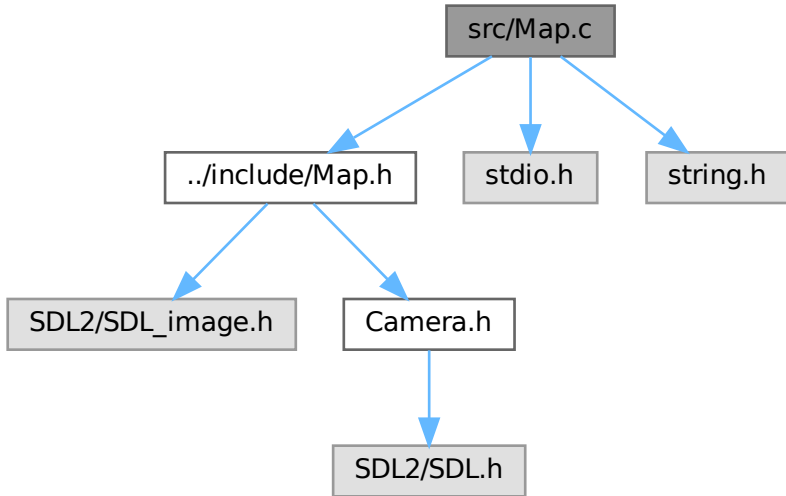 src/Map.c
../include/Map.h
stdio.h
string.h
SDL2/SDL_image.h
Camera.h
SDL2/SDL.h